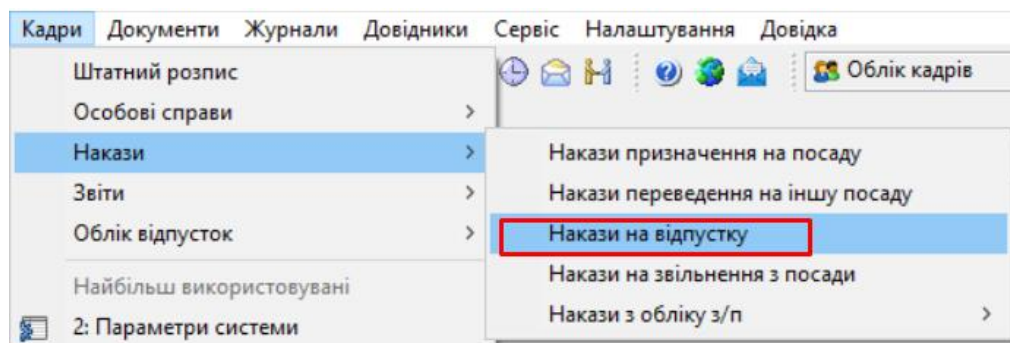 Кадри Документи Журнали Довідники Сервіс Налаштування Довідка
Облік кадрів
Штатний розпис
Особові справи
Накази
Звіти
Облік відпусток
Найбільш використовувані
2: Параметри системи
Накази призначення на посаду
Накази переведення на іншу посаду
Накази на відпустку
Накази на звільнення з посади
Накази з обліку з/п